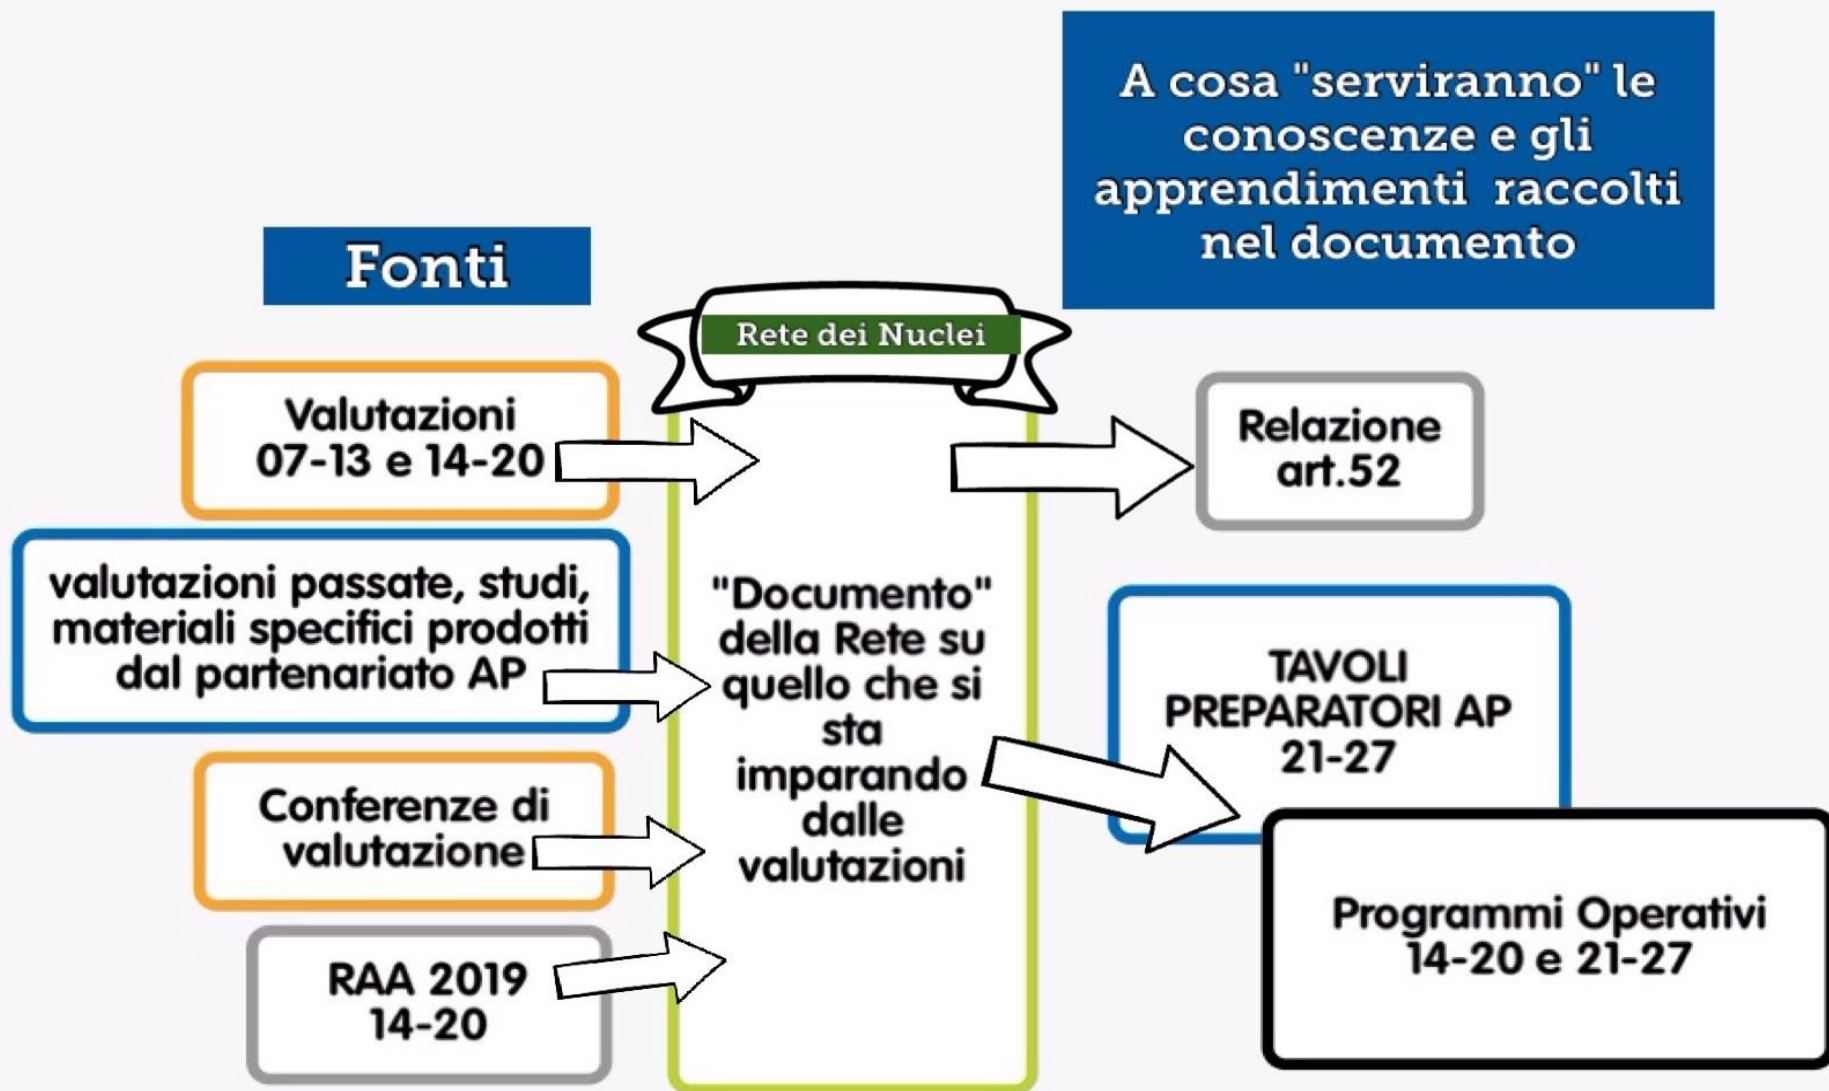 Fonti
Valutazioni
07-13 e 14-20
valutazioni passate, studi,
materiali specifici prodotti
dal partenariato AP
Conferenze di
valutazione
RAA 2019
14-20
Rete dei Nuclei
"Documento"
della Rete su
quello che si
sta
imparando
dalle
valutazioni
A cosa "serviranno" le
conoscenze e gli
apprendimenti raccolti
nel documento
Relazione
art.52
TAVOLI
PREPARATORI AP
21-27
Programmi Operativi
14-20 e 21-27